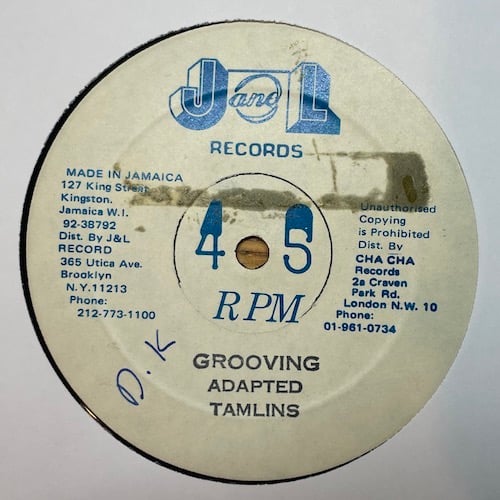 J and L
RECORDS
MADE IN JAMAICA
127 King Street
Kingston.
Jamaica W.I.
92-38792
Dist. By J&L
RECORD
365 Utica Ave.
Brooklyn
N.Y.11213
Phone:
212-773-1100
45
RPM
Unauthorised
Copying
is Prohibited
Dist. By
CHA CHA
Records
2a Craven
Park Rd.
London N.W. 10
Phone:
01-961-0734
D.K
GROOVING
ADAPTED
TAMLINS